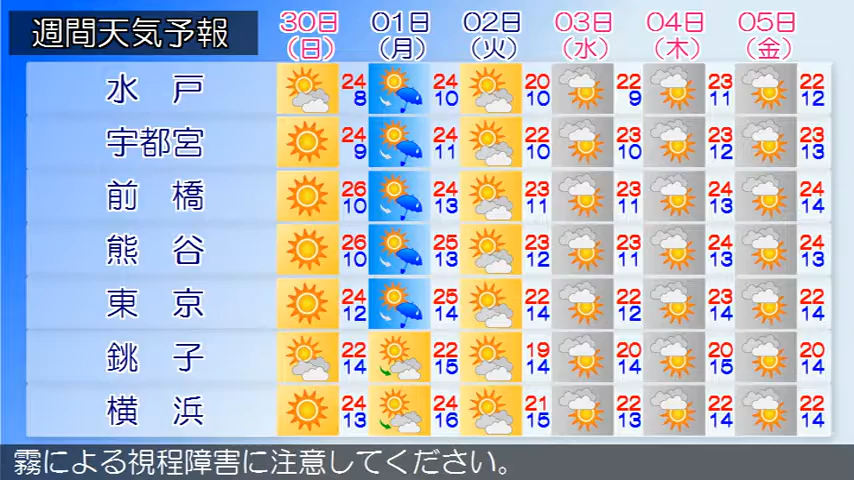 週間天気予報 30日 01日 02日 03日 04日 05日
(日) (月) (火) (水) (木) (金)
水戸 24 8 24 10 20 10 22 9 23 11 22 12
宇都宮 24 9 24 11 22 10 23 10 23 12 23 13
前橋 26 10 24 13 23 11 23 11 24 13 24 14
熊谷 26 10 25 13 23 12 23 11 24 13 24 13
東京 24 12 25 14 22 14 22 12 23 14 22 14
銚子 22 14 22 15 19 14 20 14 20 15 20 14
横浜 24 13 24 16 21 15 22 13 22 14 22 14
霧による視程障害に注意してください。